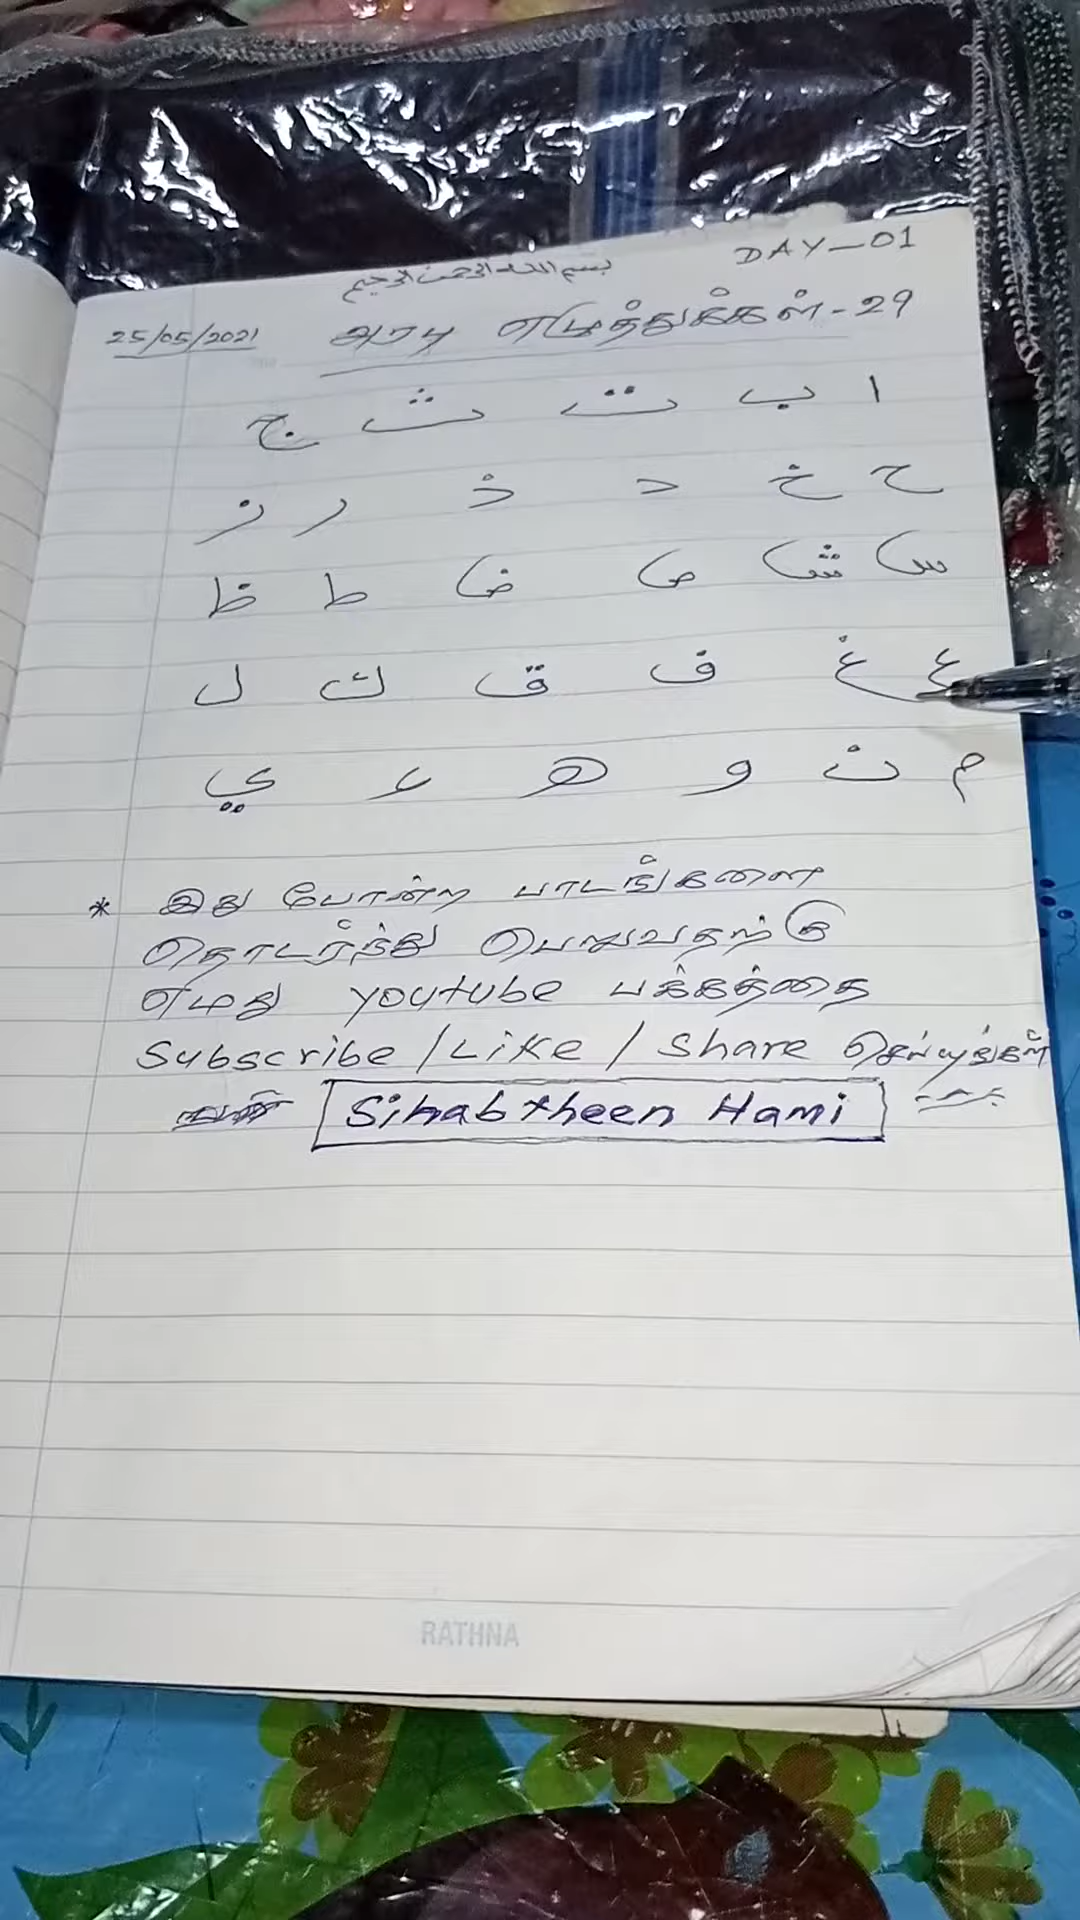 DAY-01
بسم الله الرحمن الرحيم
25/05/2021 அரபு எழுத்துக்கள்-29
ا ب ت ث ج
ح خ د ذ ر ز
س ش ص ض ط ظ
ع غ ف ق ك ل
م ن و ه ء ي
* இது போன்ற பாடங்களை
தொடர்ந்து பெறுவதற்கு
எமது youtube பக்கத்தை
Subscribe / Like / Share செய்யுங்கள்
Sihabtheen Hami
RATHNA